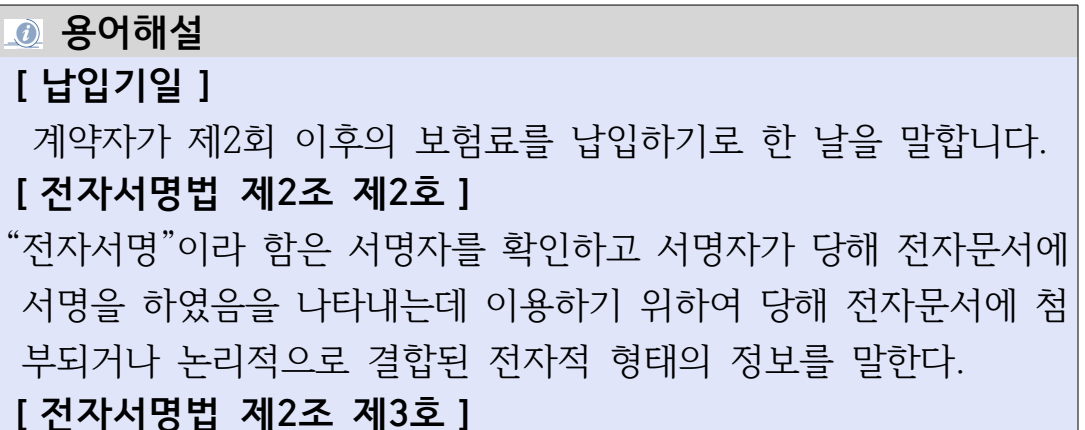 용어해설
[ 납입기일 ]
계약자가 제2회 이후의 보험료를 납입하기로 한 날을 말합니다.
[ 전자서명법 제2조 제2호 ]
“전자서명”이라 함은 서명자를 확인하고 서명자가 당해 전자문서에
서명을 하였음을 나타내는데 이용하기 위하여 당해 전자문서에 첨
부되거나 논리적으로 결합된 전자적 형태의 정보를 말한다.
[ 전자서명법 제2조 제3호 ]